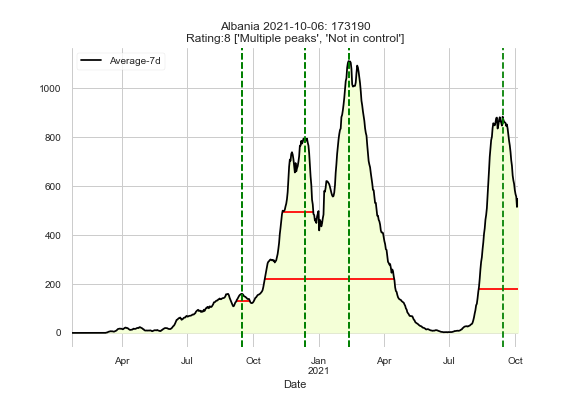 Albania 2021-10-06: 173190
Rating:8 ['Multiple peaks', 'Not in control']
Average-7d
1000
800
600
400
200
0
Apr Jul Oct Jan Apr Jul Oct
2021
Date